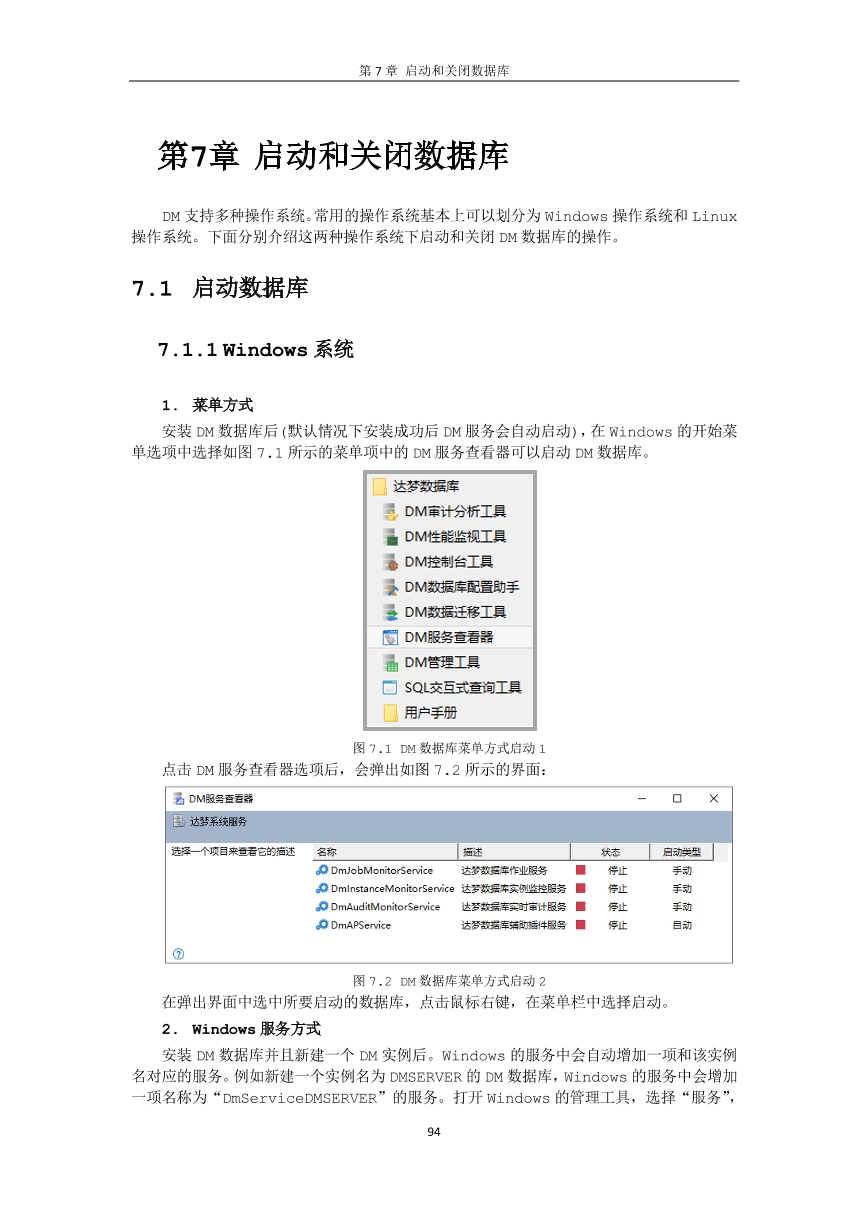 第 7 章 启动和关闭数据库
第7章 启动和关闭数据库
DM 支持多种操作系统。常用的操作系统基本上可以划分为 Windows 操作系统和 Linux
操作系统。下面分别介绍这两种操作系统下启动和关闭 DM 数据库的操作。
7.1 启动数据库
7.1.1 Windows 系统
1. 菜单方式
安装 DM 数据库后(默认情况下安装成功后 DM 服务会自动启动),在 Windows 的开始菜
单选项中选择如图 7.1 所示的菜单项中的 DM 服务查看器可以启动 DM 数据库。
达梦数据库
DM审计分析工具
DM性能监视工具
DM控制台工具
DM数据库配置助手
DM数据迁移工具
DM服务查看器
DM管理工具
SQL交互式查询工具
用户手册
图 7.1 DM 数据库菜单方式启动 1
点击 DM 服务查看器选项后，会弹出如图 7.2 所示的界面：
DM服务查看器
达梦系统服务
选择一个项目来查看它的描述 名称 描述 状态 启动类型
DmJobMonitorService 达梦数据库作业服务 停止 手动
DmInstanceMonitorService 达梦数据库实例监控服务 停止 手动
DmAuditMonitorService 达梦数据库实时审计服务 停止 手动
DmAPService 达梦数据库辅助插件服务 停止 自动
图 7.2 DM 数据库菜单方式启动 2
在弹出界面中选中所要启动的数据库，点击鼠标右键，在菜单栏中选择启动。
2. Windows 服务方式
安装 DM 数据库并且新建一个 DM 实例后。Windows 的服务中会自动增加一项和该实例
名对应的服务。例如新建一个实例名为 DMSERVER 的 DM 数据库，Windows 的服务中会增加
一项名称为“DmServiceDMSERVER”的服务。打开 Windows 的管理工具，选择“服务”，
94